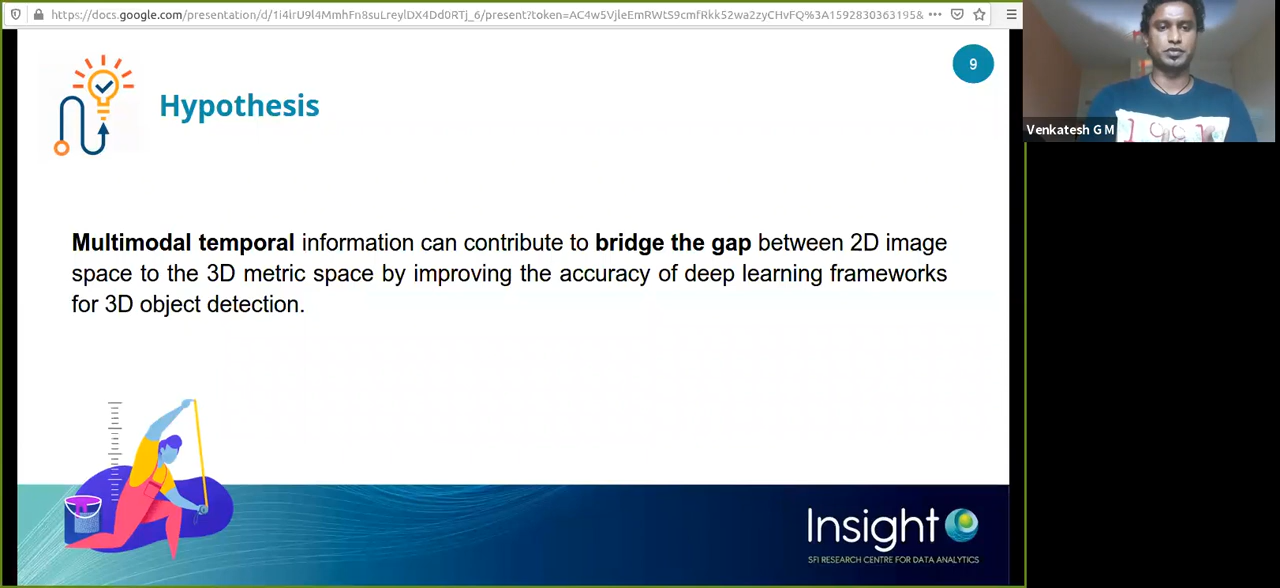 https://docs.google.com/presentation/d/1i4lrU9l4MmhFn8suLreylDX4Dd0RTj_6/present?token=AC4w5VjleEmRWtS9cmfRkk52wa2zyCHvFQ%3A1592830363195&
9
Hypothesis
Venkatesh G M
Multimodal temporal information can contribute to bridge the gap between 2D image
space to the 3D metric space by improving the accuracy of deep learning frameworks
for 3D object detection.
Insight
SFI RESEARCH CENTRE FOR DATA ANALYTICS